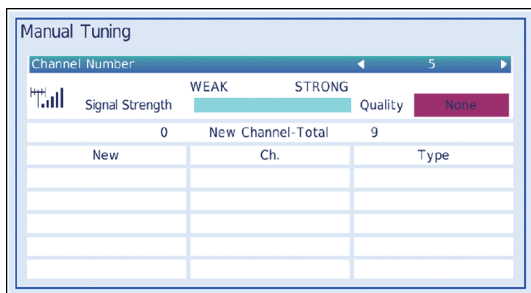 Manual Tuning
Channel Number 5
WEAK STRONG
Signal Strength Quality None
0 New Channel-Total 9
New Ch. Type